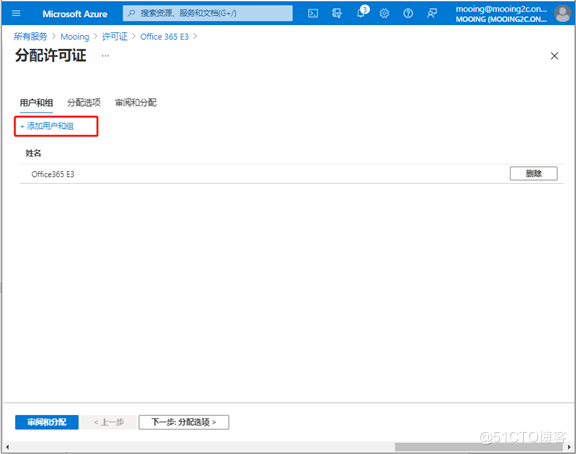 Microsoft Azure
搜索资源、服务和文档(G+/)
3
mooing@mooing2c.on...
MOOING (MOOING2C.ON...
所有服务 > Mooing > 许可证 > Office 365 E3 >
分配许可证 ...
用户和组 分配选项 审阅和分配
+ 添加用户和组
姓名
Office365 E3 删除
审阅和分配 < 上一步 下一步: 分配选项 >
@51CTO博客